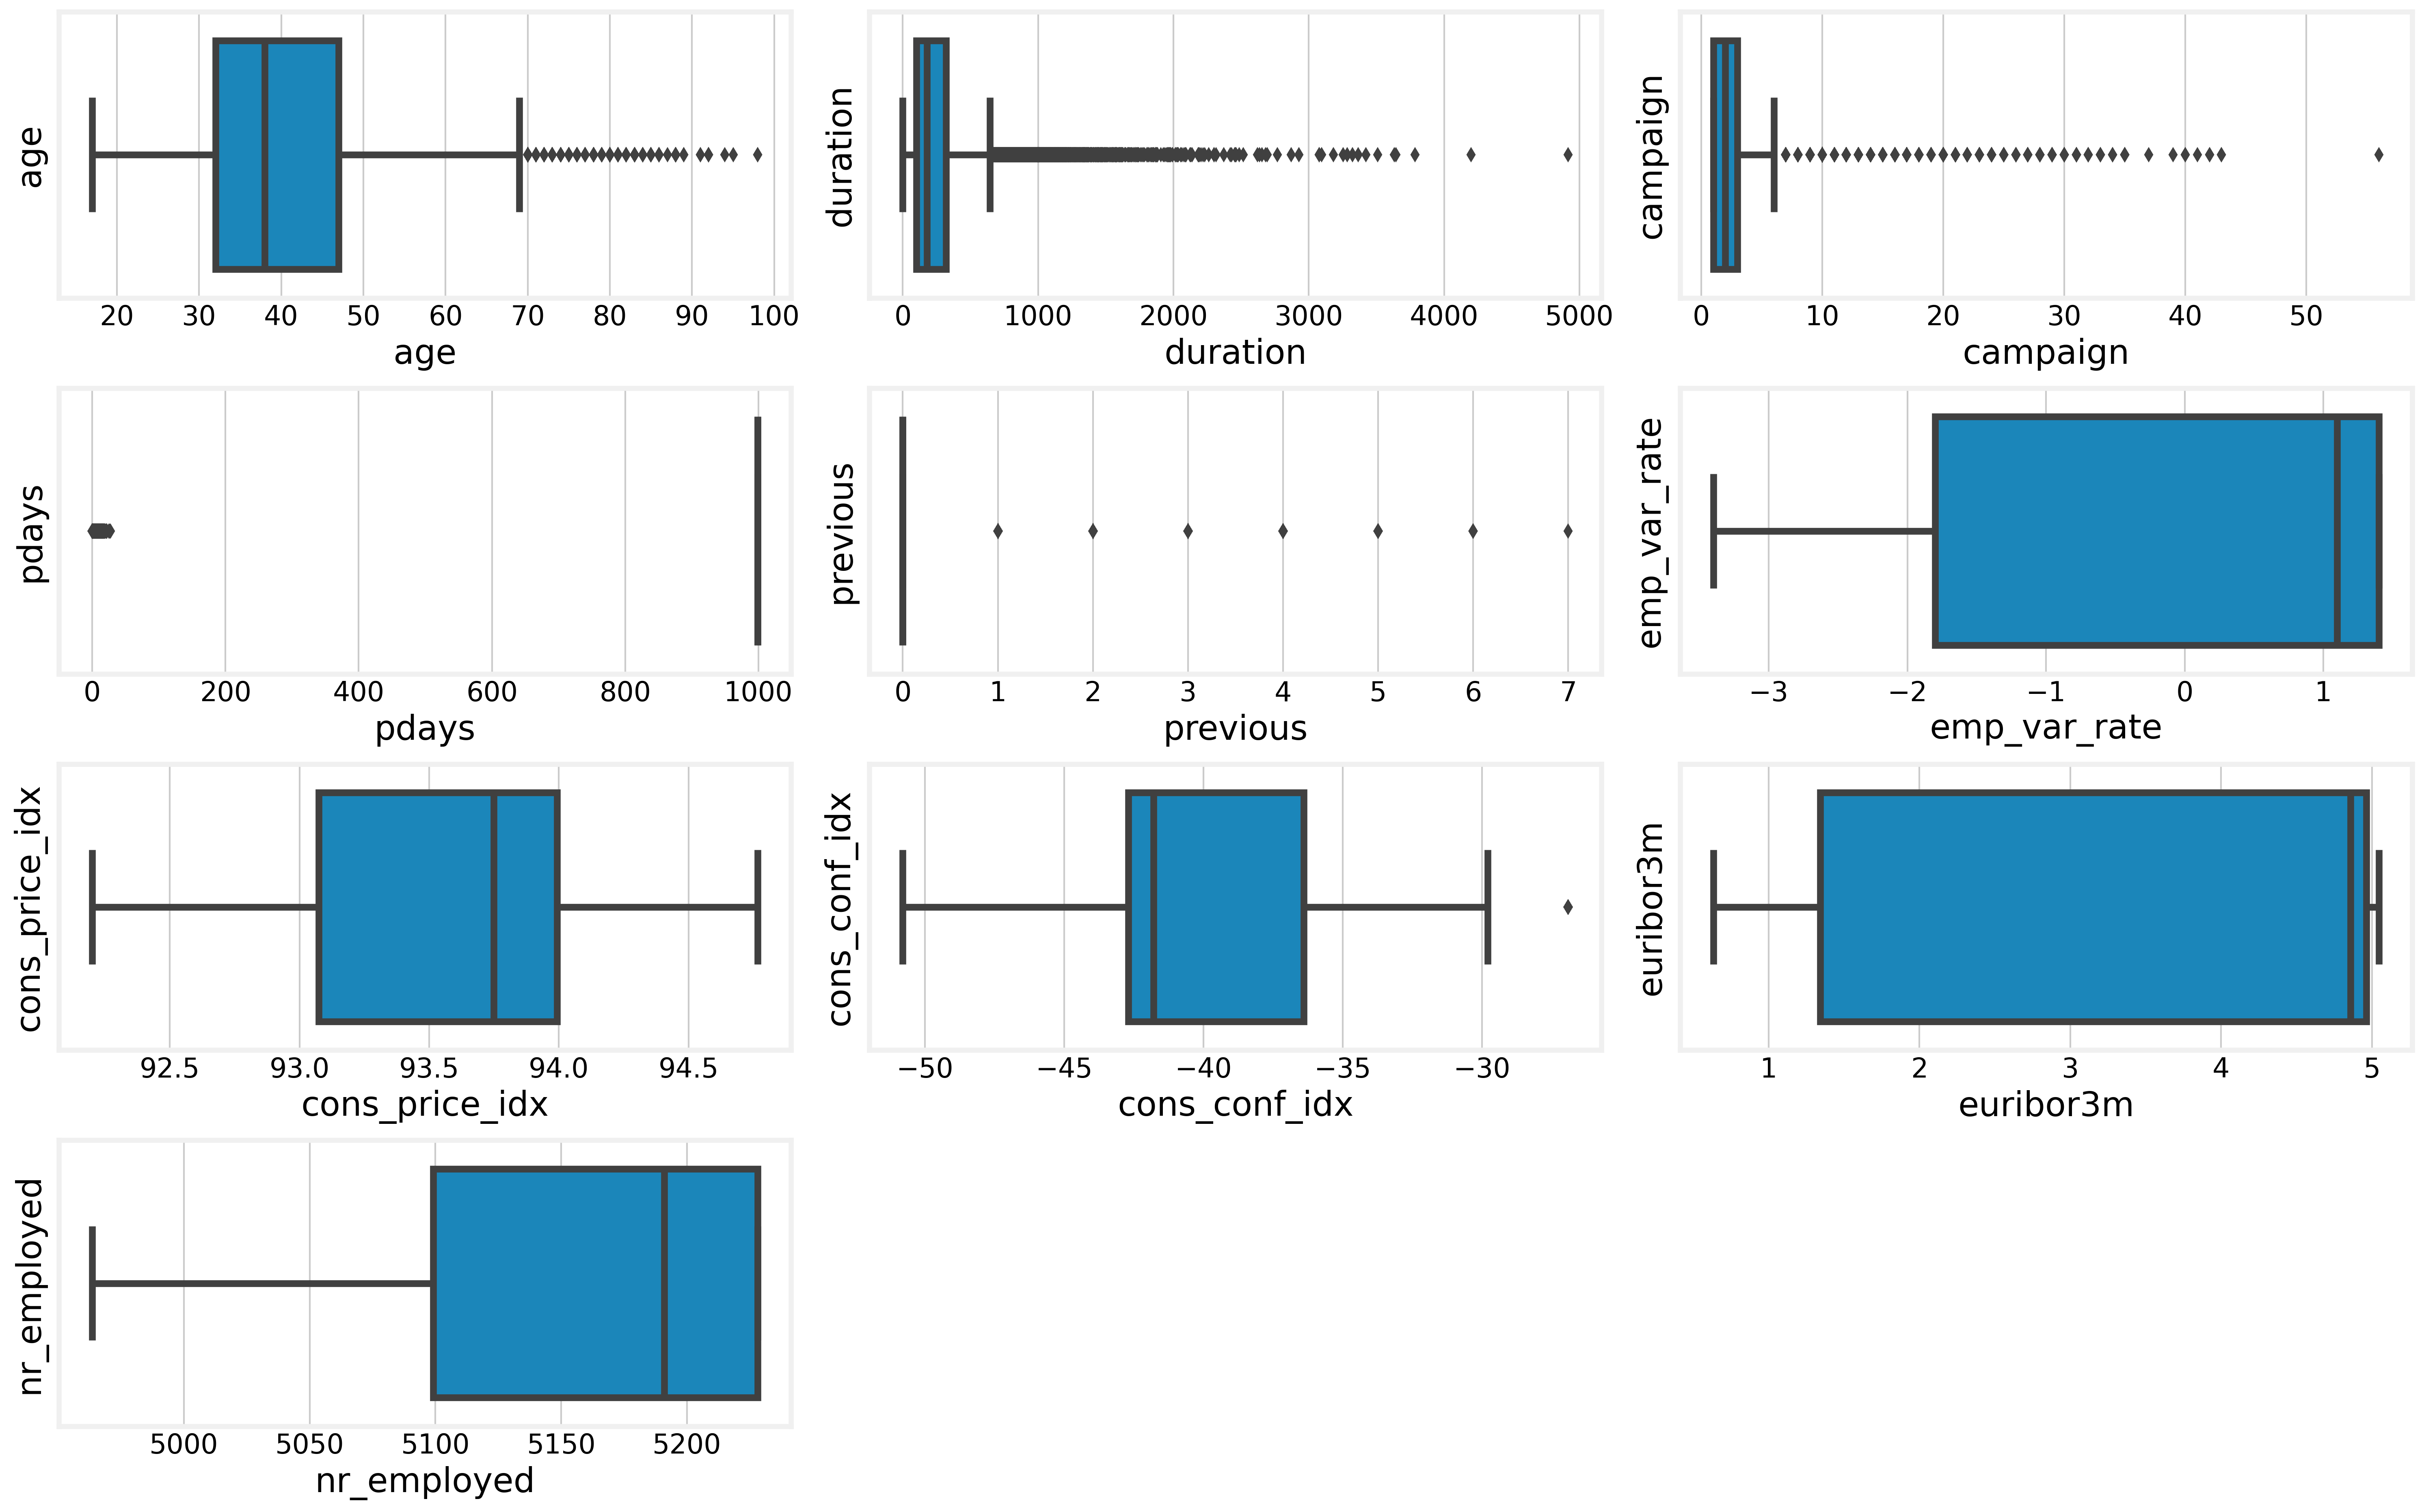 age
20 30 40 50 60 70 80 90 100
age
duration
0 1000 2000 3000 4000 5000
duration
campaign
0 10 20 30 40 50
campaign
pdays
0 200 400 600 800 1000
pdays
previous
0 1 2 3 4 5 6 7
previous
emp_var_rate
−3 −2 −1 0 1
emp_var_rate
cons_price_idx
92.5 93.0 93.5 94.0 94.5
cons_price_idx
cons_conf_idx
−50 −45 −40 −35 −30
cons_conf_idx
euribor3m
1 2 3 4 5
euribor3m
nr_employed
5000 5050 5100 5150 5200
nr_employed